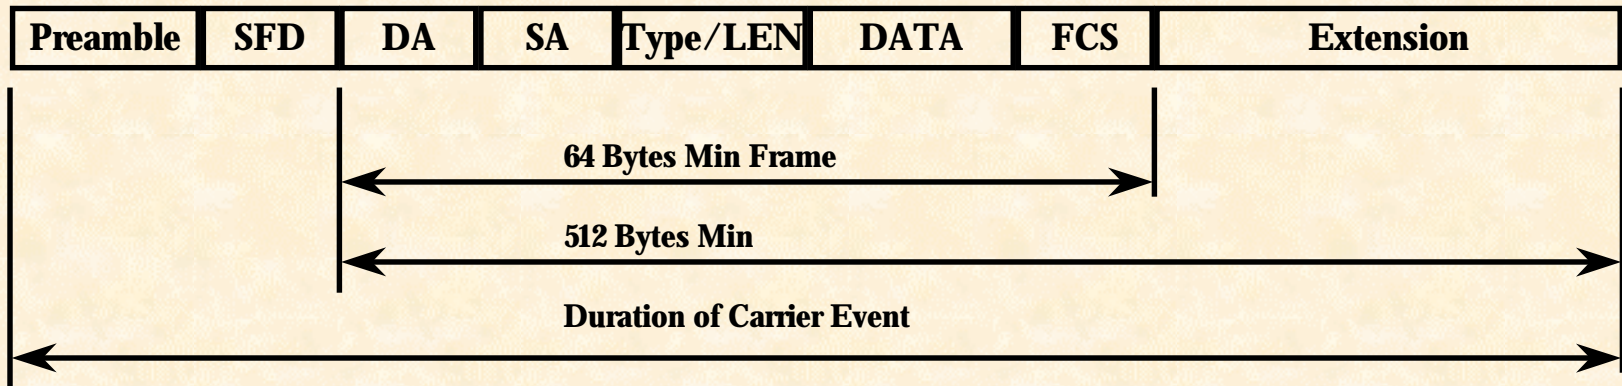 Preamble SFD DA SA Type/LEN DATA FCS Extension
64 Bytes Min Frame
512 Bytes Min
Duration of Carrier Event